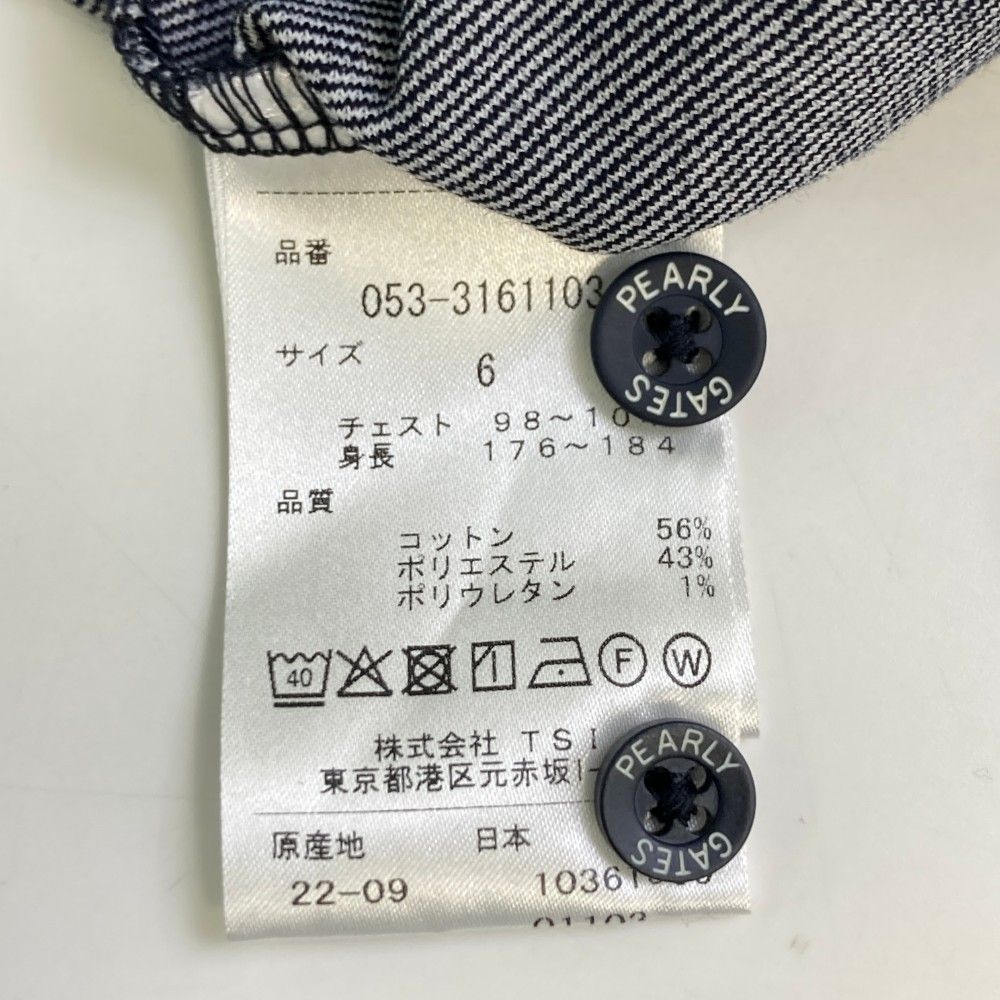 品番
053-3161103
サイズ
6
チェスト 98〜10
身長 176〜184
品質
コットン 56%
ポリエステル 43%
ポリウレタン 1%
40 F W
株式会社 TSI
東京都港区元赤坂1-
原産地 日本
22-09 10361
PEARLY GATES
PEARLY GATES